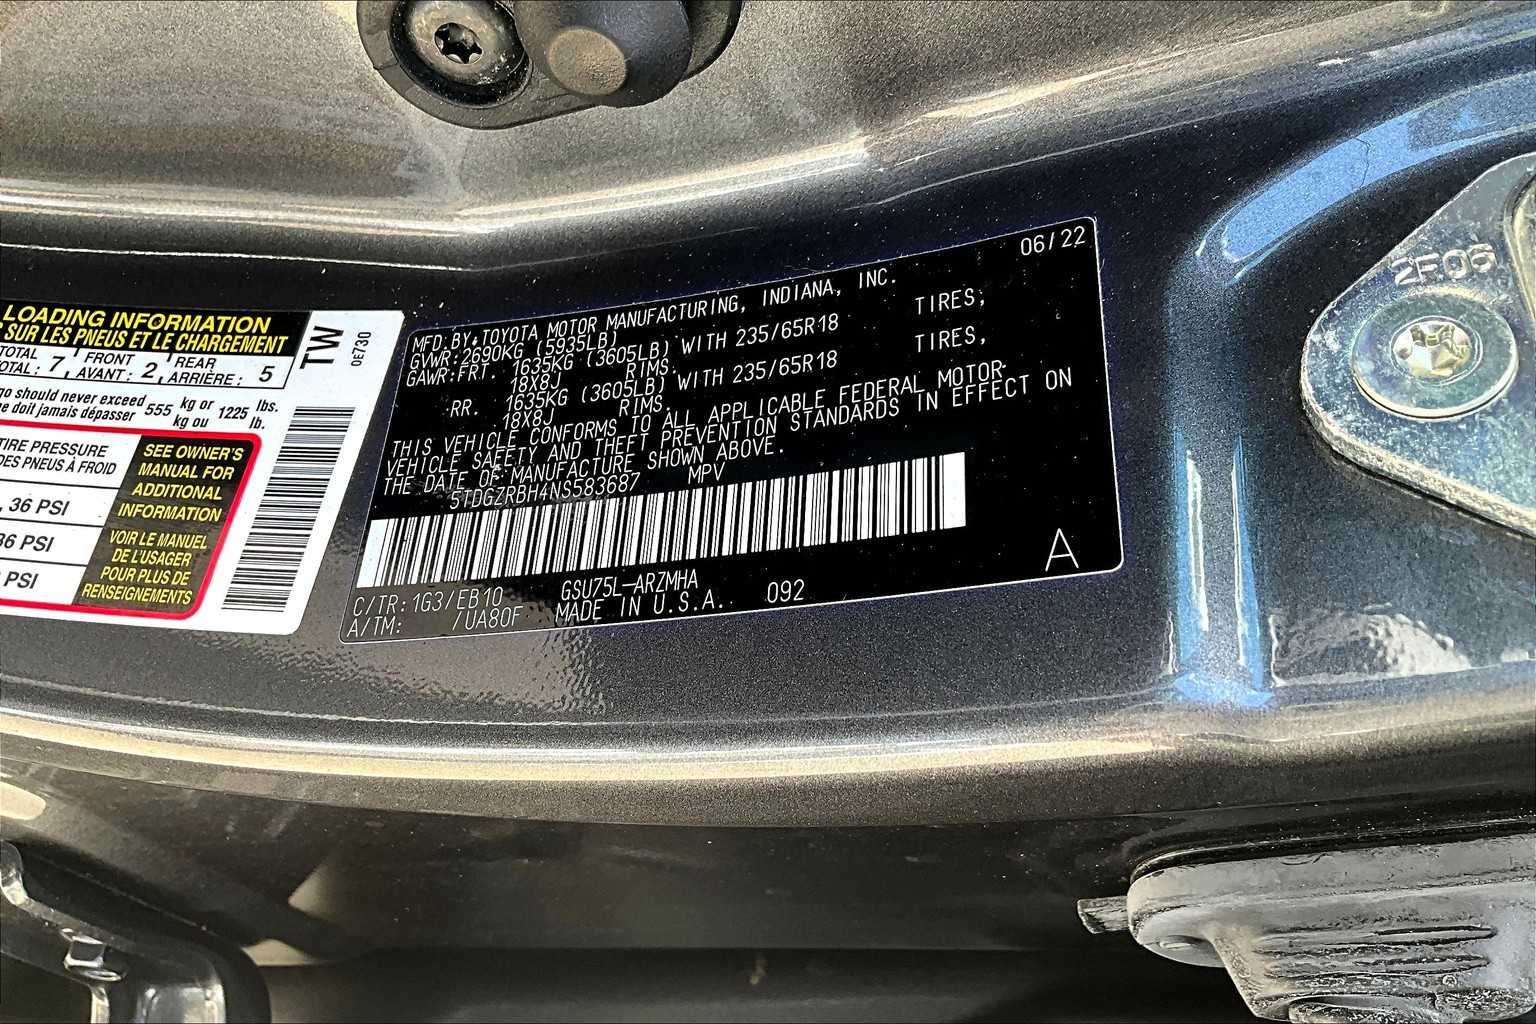 LOADING INFORMATION
SUR LES PNEUS ET LE CHARGEMENT
TOTAL 7, FRONT 2, REAR 5
TOTAL : AVANT : ARRIÈRE :
go should never exceed 555 kg or 1225 lbs.
ne doit jamais dépasser kg ou lb.
TIRE PRESSURE
DES PNEUS À FROID
, 36 PSI
36 PSI
PSI
SEE OWNER'S
MANUAL FOR
ADDITIONAL
INFORMATION
VOIR LE MANUEL
DE L'USAGER
POUR PLUS DE
RENSEIGNEMENTS
TW
0E730
06/22
MFD. BY: TOYOTA MOTOR MANUFACTURING, INDIANA, INC.
GVWR: 2690KG (5935LB)
GAWR: FRT. 1635KG (3605LB) WITH 235/65R18 TIRES,
18X8J RIMS.
RR. 1635KG (3605LB) WITH 235/65R18 TIRES,
18X8J RIMS
THIS VEHICLE CONFORMS TO ALL APPLICABLE FEDERAL MOTOR
VEHICLE SAFETY AND THEFT PREVENTION STANDARDS IN EFFECT ON
THE DATE OF MANUFACTURE SHOWN ABOVE.
5TDGZRBH4NS583687 MPV
C/TR: 1G3/EB10 GSU75L-ARZMHA
A/TM: /UA80F MADE IN U.S.A. 092
A
2F06